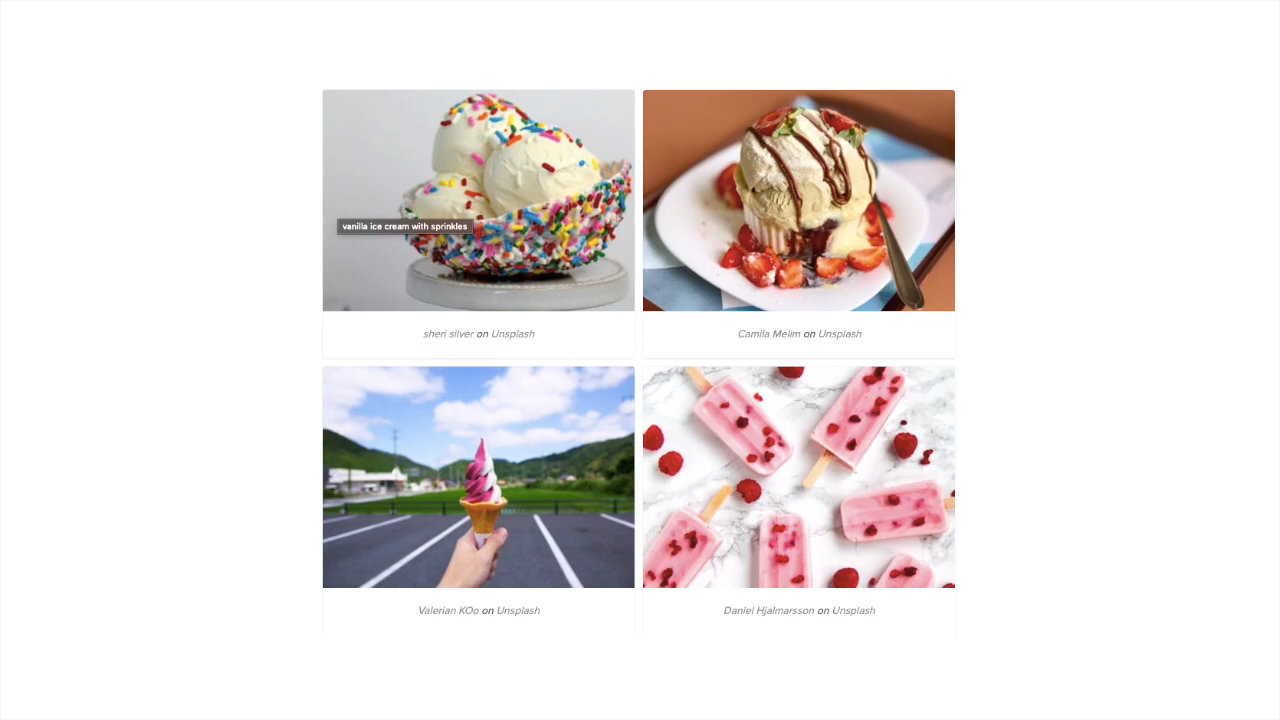 vanilla ice cream with sprinkles
sheri silver on Unsplash
Camila Melim on Unsplash
Valerian KOo on Unsplash
Daniel Hjalmarsson on Unsplash